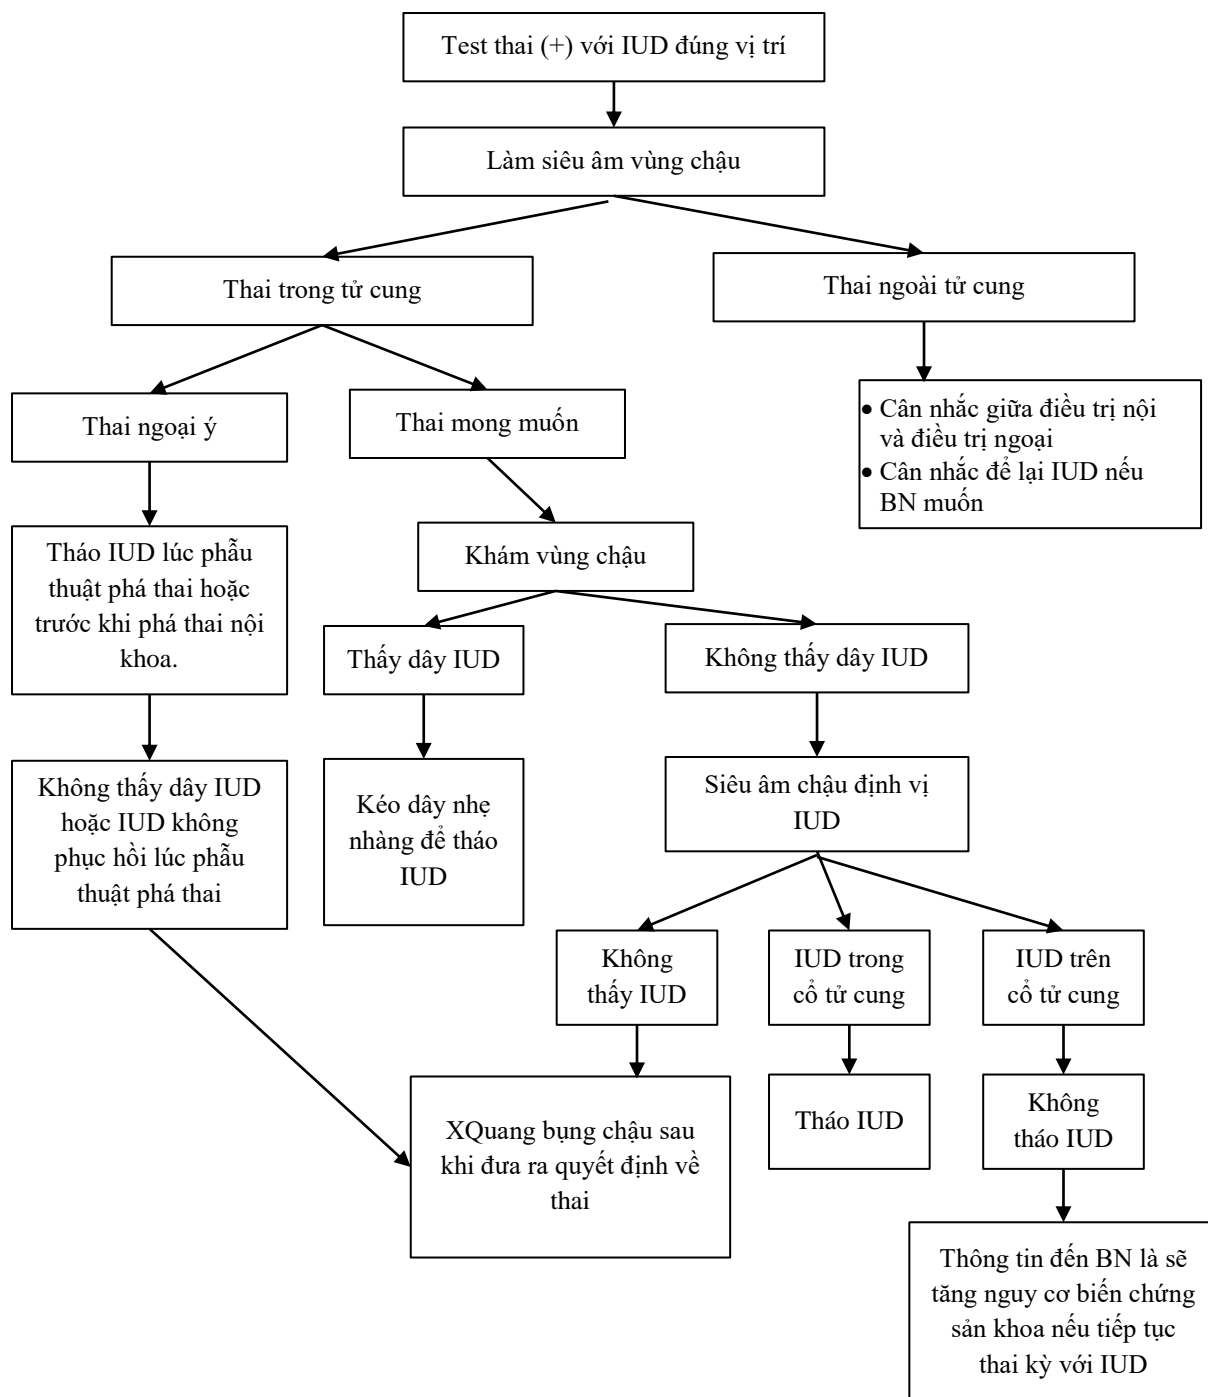 Test thai (+) với IUD đúng vị trí
Làm siêu âm vùng chậu
Thai trong tử cung
Thai ngoài tử cung
Thai ngoại ý
Thai mong muốn
• Cân nhắc giữa điều trị nội
và điều trị ngoại
• Cân nhắc để lại IUD nếu
BN muốn
Tháo IUD lúc phẫu
thuật phá thai hoặc
trước khi phá thai nội
khoa.
Khám vùng chậu
Thấy dây IUD
Không thấy dây IUD
Không thấy dây IUD
hoặc IUD không
phục hồi lúc phẫu
thuật phá thai
Kéo dây nhẹ
nhàng để tháo
IUD
Siêu âm chậu định vị
IUD
Không
thấy IUD
IUD trong
cổ tử cung
IUD trên
cổ tử cung
XQuang bụng chậu sau
khi đưa ra quyết định về
thai
Tháo IUD
Không
tháo IUD
Thông tin đến BN là sẽ
tăng nguy cơ biến chứng
sản khoa nếu tiếp tục
thai kỳ với IUD